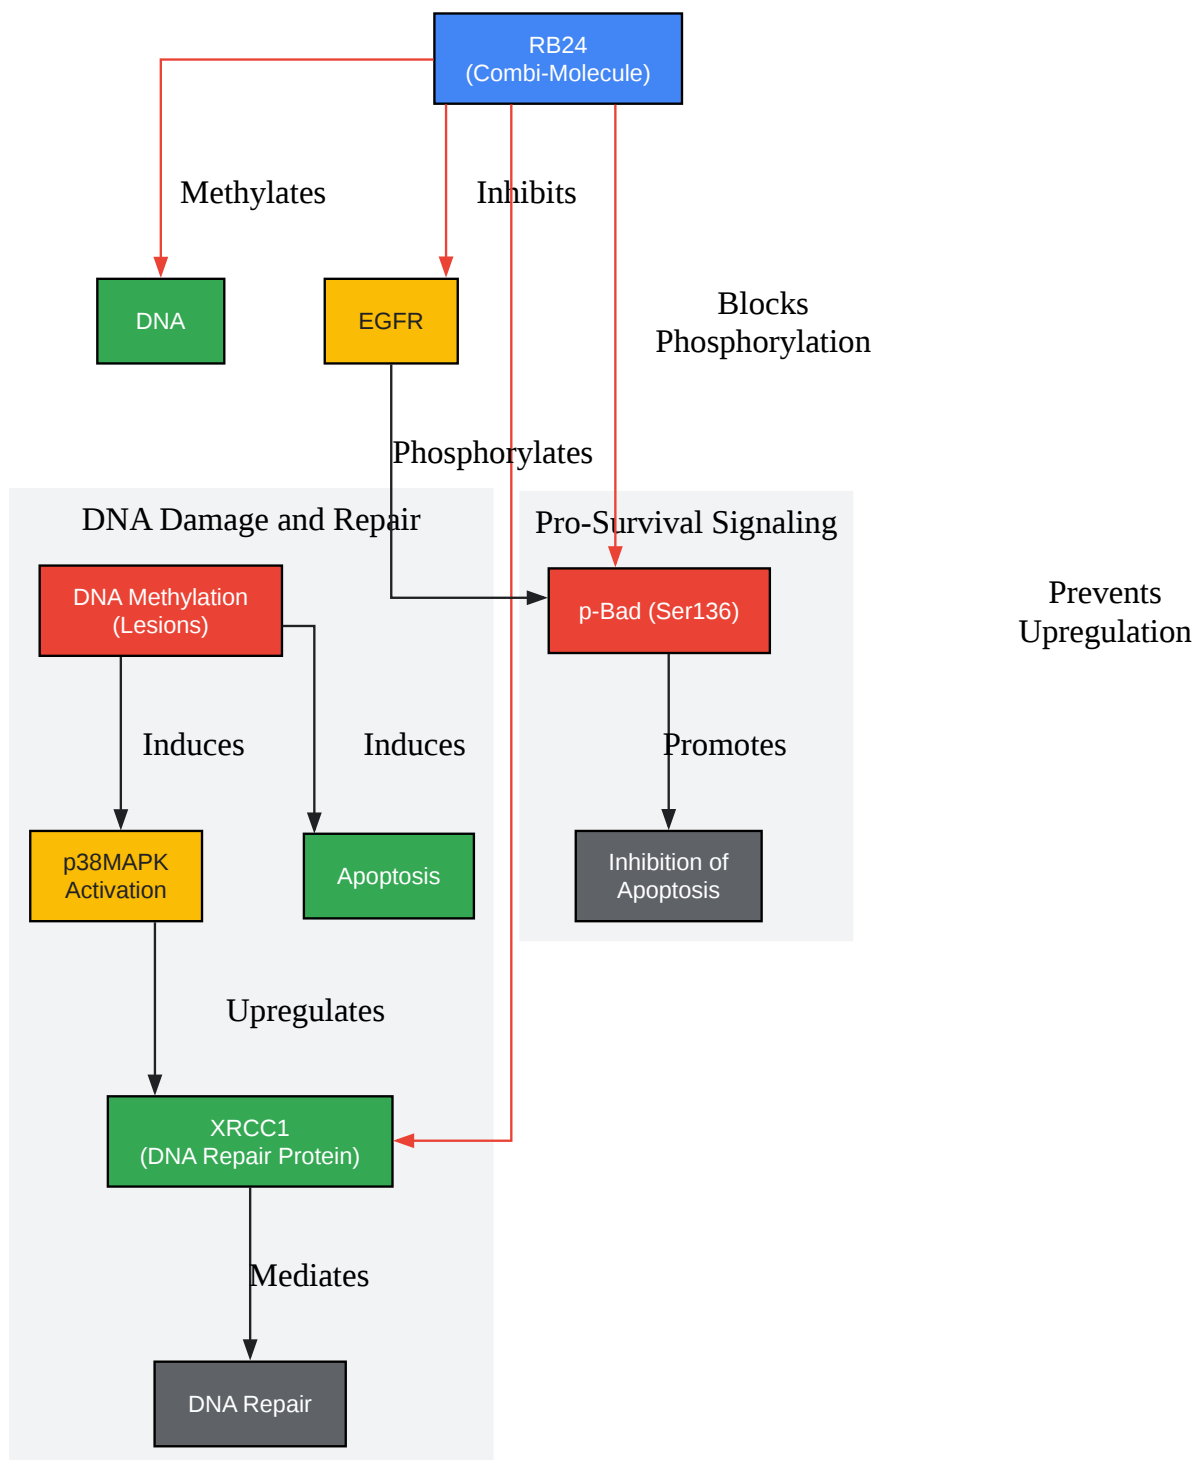 RB24
(Combi-Molecule)
Methylates
Inhibits
DNA
EGFR
Blocks
Phosphorylation
Phosphorylates
DNA Damage and Repair
Pro-Survival Signaling
DNA Methylation
(Lesions)
p-Bad (Ser136)
Prevents
Upregulation
Induces
Induces
Promotes
p38MAPK
Activation
Apoptosis
Inhibition of
Apoptosis
Upregulates
XRCC1
(DNA Repair Protein)
Mediates
DNA Repair